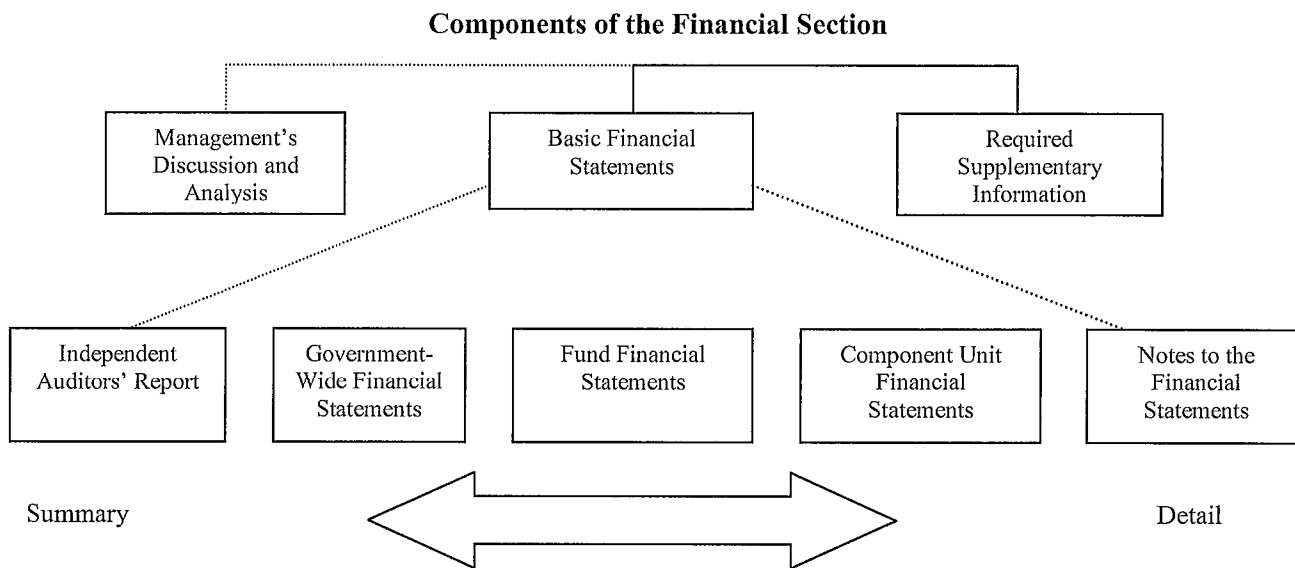 Components of the Financial Section
Management's
Discussion and
Analysis
Basic Financial
Statements
Required
Supplementary
Information
Independent
Auditors' Report
Government-
Wide Financial
Statements
Fund Financial
Statements
Component Unit
Financial
Statements
Notes to the
Financial
Statements
Summary
Detail